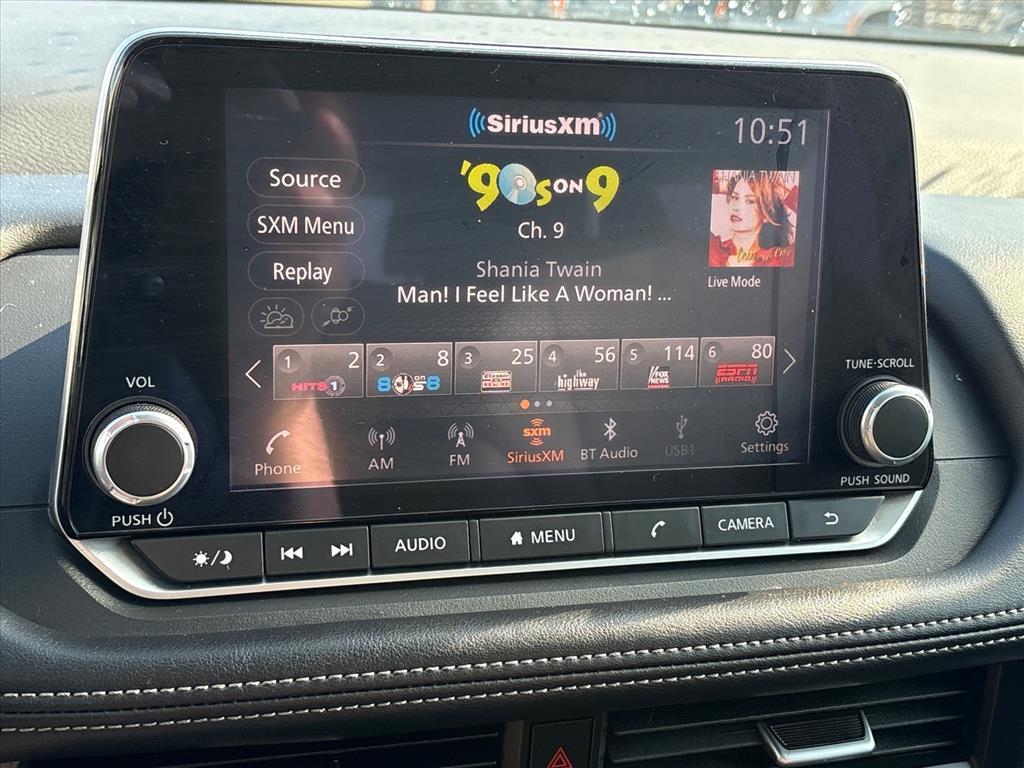 SiriusXM
10:51
Source
'90s ON 9
SHANIA TWAIN
SXM Menu
Ch. 9
Replay
Shania Twain
Live Mode
Man! I Feel Like A Woman! ...
1 2
2 8
3 25
4 56
5 114
6 80
HITS 1
80s on 8
the highway
FOX NEWS
ESPN RADIO
VOL
TUNE·SCROLL
Phone
AM
FM
sxm
SiriusXM
BT Audio
USB1
Settings
PUSH
PUSH SOUND
AUDIO
MENU
CAMERA